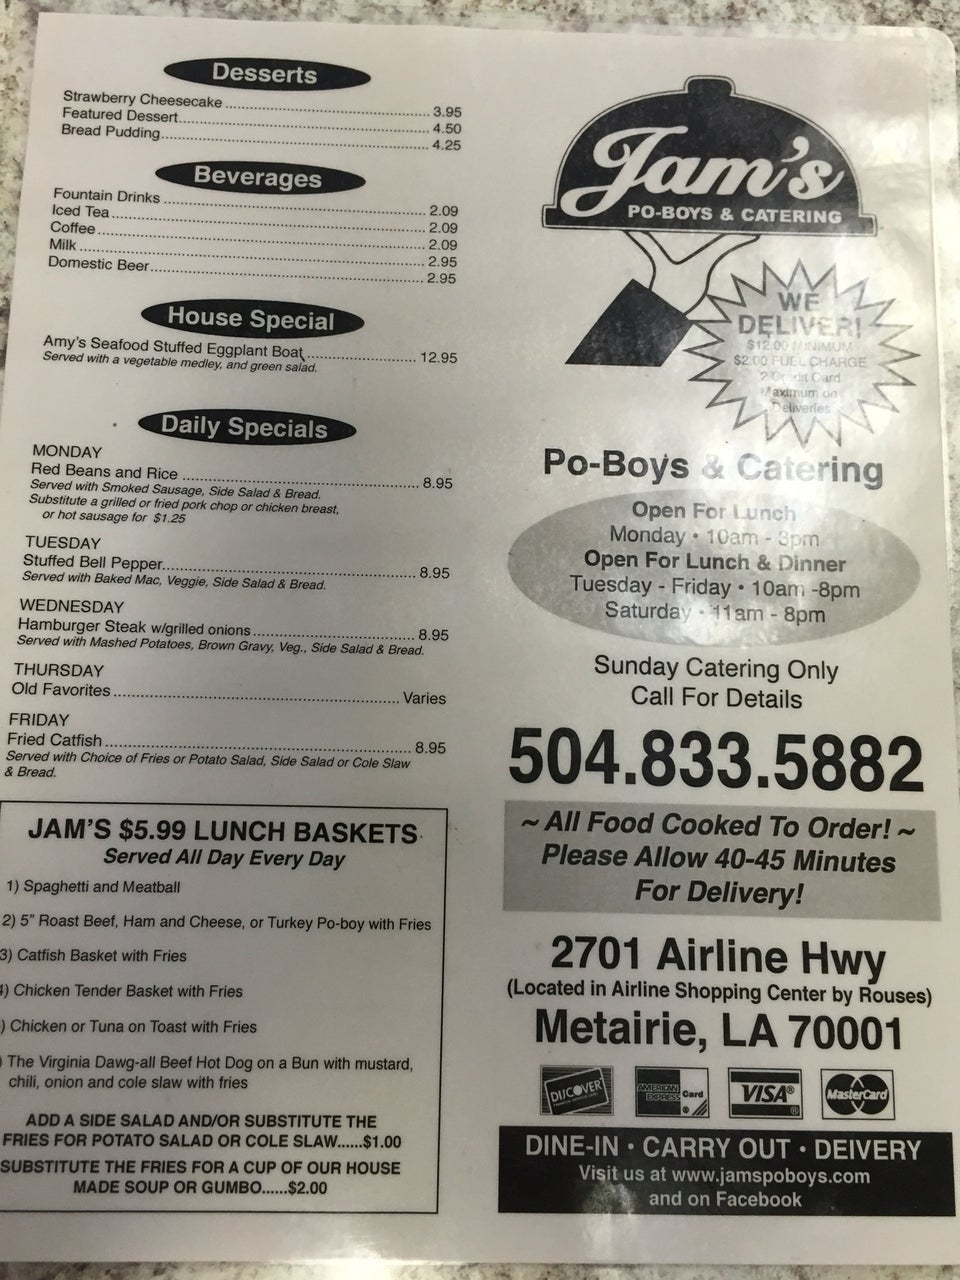 Desserts
Strawberry Cheesecake 3.95
Featured Dessert 4.50
Bread Pudding 4.25
Beverages
Fountain Drinks 2.09
Iced Tea 2.09
Coffee 2.09
Milk 2.95
Domestic Beer 2.95
House Special
Amy's Seafood Stuffed Eggplant Boat 12.95
Served with a vegetable medley, and green salad.
Daily Specials
MONDAY
Red Beans and Rice 8.95
Served with Smoked Sausage, Side Salad & Bread.
Substitute a grilled or fried pork chop or chicken breast,
or hot sausage for $1.25
TUESDAY
Stuffed Bell Pepper 8.95
Served with Baked Mac, Veggie, Side Salad & Bread.
WEDNESDAY
Hamburger Steak w/grilled onions 8.95
Served with Mashed Potatoes, Brown Gravy, Veg., Side Salad & Bread.
THURSDAY
Old Favorites Varies
FRIDAY
Fried Catfish 8.95
Served with Choice of Fries or Potato Salad, Side Salad or Cole Slaw
& Bread.
JAM'S $5.99 LUNCH BASKETS
Served All Day Every Day
1) Spaghetti and Meatball
2) 5" Roast Beef, Ham and Cheese, or Turkey Po-boy with Fries
3) Catfish Basket with Fries
4) Chicken Tender Basket with Fries
) Chicken or Tuna on Toast with Fries
) The Virginia Dawg-all Beef Hot Dog on a Bun with mustard,
chili, onion and cole slaw with fries
ADD A SIDE SALAD AND/OR SUBSTITUTE THE
FRIES FOR POTATO SALAD OR COLE SLAW......$1.00
SUBSTITUTE THE FRIES FOR A CUP OF OUR HOUSE
MADE SOUP OR GUMBO......$2.00
Jam's
PO-BOYS & CATERING
WE
DELIVER!
$12.00 MINIMUM
$2.00 FUEL CHARGE
2 Credit Card
Maximum on
Deliveries
Po-Boys & Catering
Open For Lunch
Monday • 10am - 3pm
Open For Lunch & Dinner
Tuesday - Friday • 10am -8pm
Saturday • 11am - 8pm
Sunday Catering Only
Call For Details
504.833.5882
~ All Food Cooked To Order! ~
Please Allow 40-45 Minutes
For Delivery!
2701 Airline Hwy
(Located in Airline Shopping Center by Rouses)
Metairie, LA 70001
DISCOVER
AMERICAN EXPRESS Card
VISA
MasterCard
DINE-IN • CARRY OUT • DEIVERY
Visit us at www.jamspoboys.com
and on Facebook